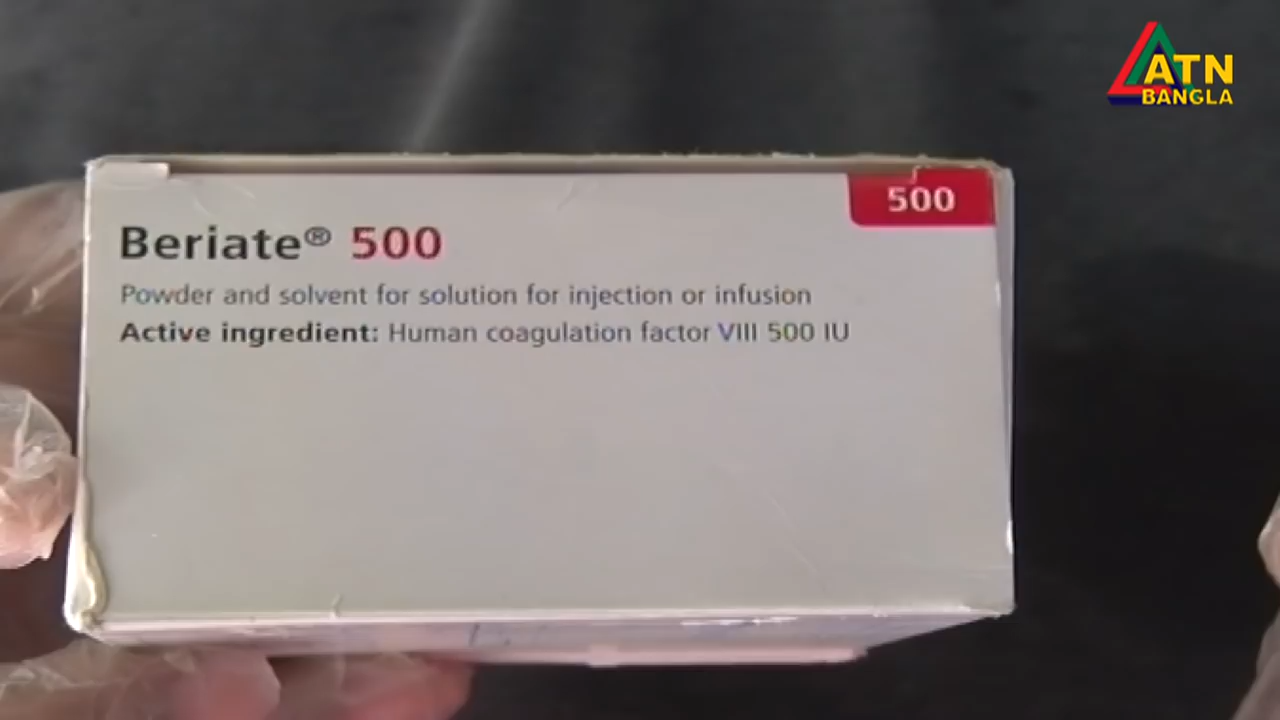 ATN
BANGLA
500
Beriate® 500
Powder and solvent for solution for injection or infusion
Active ingredient: Human coagulation factor VIII 500 IU